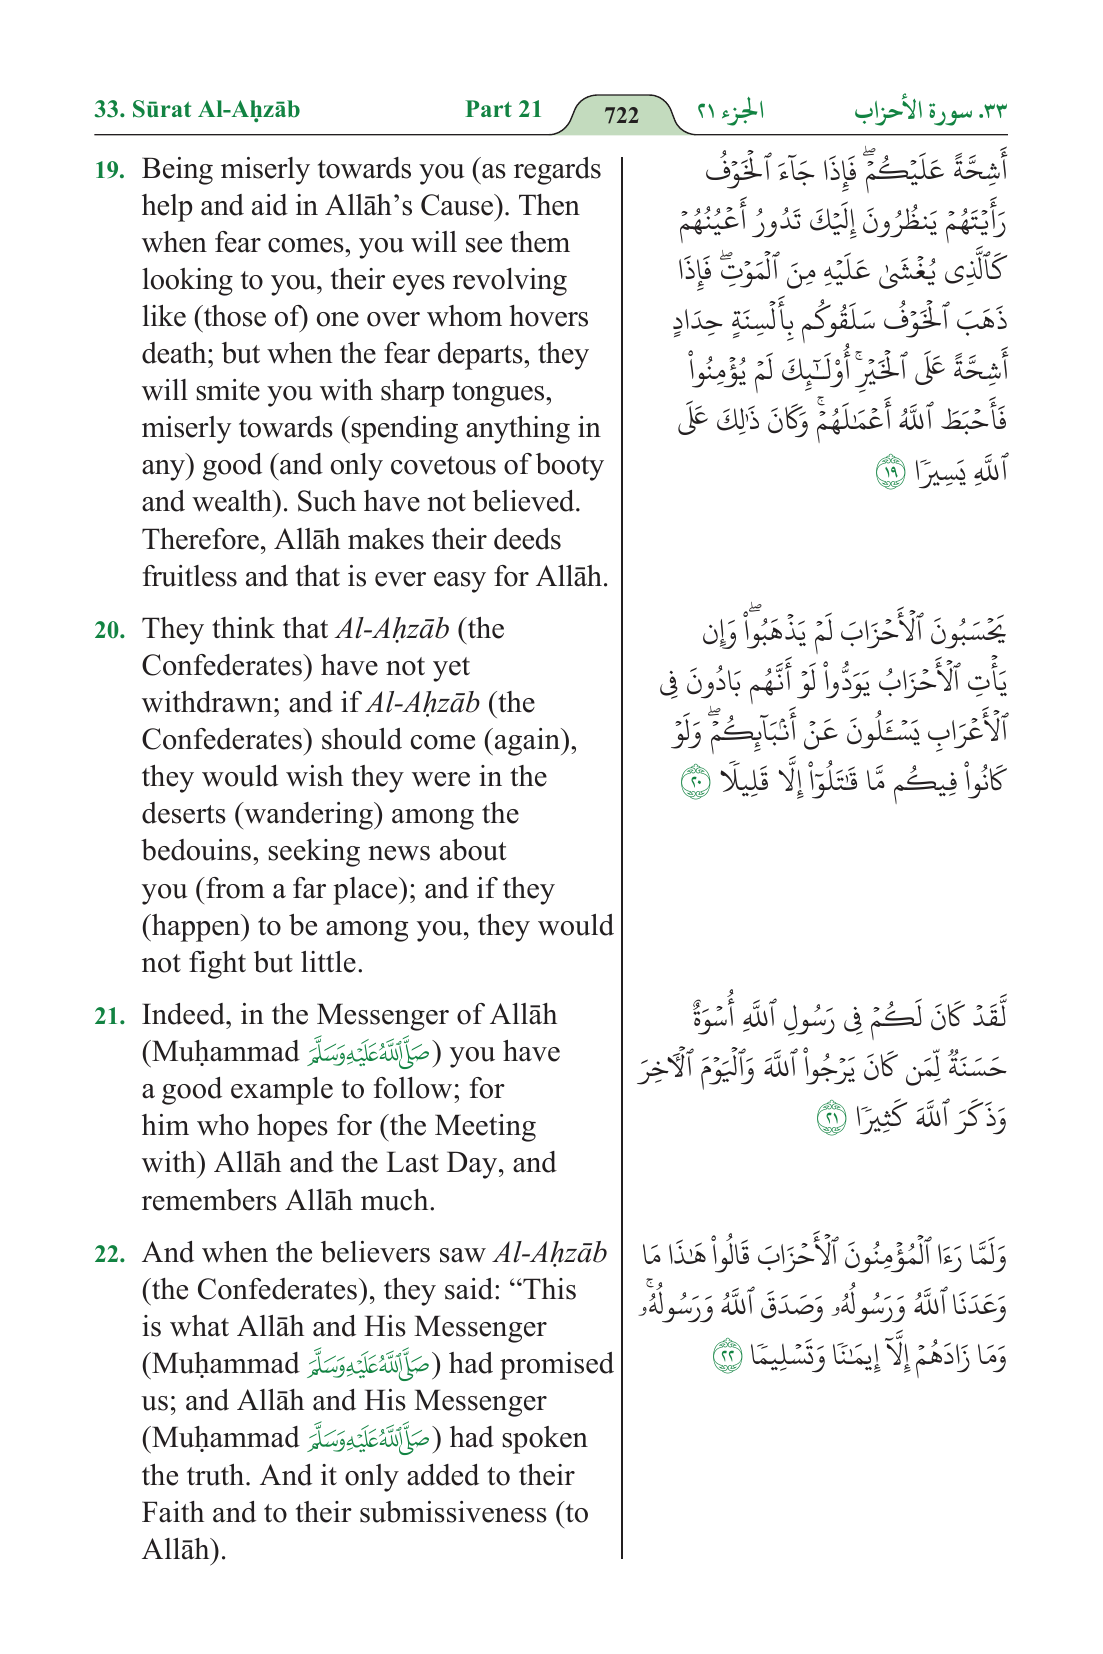 33. Sūrat Al-Aḥzāb
Part 21
722
الجزء ٢١
٣٣. سورة الأحزاب
19. Being miserly towards you (as regards
help and aid in Allāh’s Cause). Then
when fear comes, you will see them
looking to you, their eyes revolving
like (those of) one over whom hovers
death; but when the fear departs, they
will smite you with sharp tongues,
miserly towards (spending anything in
any) good (and only covetous of booty
and wealth). Such have not believed.
Therefore, Allāh makes their deeds
fruitless and that is ever easy for Allāh.
أَشِحَّةً عَلَيْكُمْ ۖ فَإِذَا جَآءَ ٱلْخَوْفُ
رَأَيْتَهُمْ يَنظُرُونَ إِلَيْكَ تَدُورُ أَعْيُنُهُمْ
كَٱلَّذِى يُغْشَىٰ عَلَيْهِ مِنَ ٱلْمَوْتِ ۖ فَإِذَا
ذَهَبَ ٱلْخَوْفُ سَلَقُوكُم بِأَلْسِنَةٍ حِدَادٍ
أَشِحَّةً عَلَى ٱلْخَيْرِ ۚ أُو۟لَـٰٓئِكَ لَمْ يُؤْمِنُوا۟
فَأَحْبَطَ ٱللَّهُ أَعْمَـٰلَهُمْ ۚ وَكَانَ ذَٰلِكَ عَلَى
ٱللَّهِ يَسِيرًا ١٩
20. They think that Al-Aḥzāb (the
Confederates) have not yet
withdrawn; and if Al-Aḥzāb (the
Confederates) should come (again),
they would wish they were in the
deserts (wandering) among the
bedouins, seeking news about
you (from a far place); and if they
(happen) to be among you, they would
not fight but little.
يَحْسَبُونَ ٱلْأَحْزَابَ لَمْ يَذْهَبُوا۟ ۖ وَإِن
يَأْتِ ٱلْأَحْزَابُ يَوَدُّوا۟ لَوْ أَنَّهُم بَادُونَ فِى
ٱلْأَعْرَابِ يَسْـَٔلُونَ عَنْ أَنۢبَآئِكُمْ ۖ وَلَوْ
كَانُوا۟ فِيكُم مَّا قَـٰتَلُوٓا۟ إِلَّا قَلِيلًا ٢٠
21. Indeed, in the Messenger of Allāh
(Muḥammad صَلَّى ٱللَّهُ عَلَيْهِ وَسَلَّمَ) you have
a good example to follow; for
him who hopes for (the Meeting
with) Allāh and the Last Day, and
remembers Allāh much.
لَّقَدْ كَانَ لَكُمْ فِى رَسُولِ ٱللَّهِ أُسْوَةٌ
حَسَنَةٌ لِّمَن كَانَ يَرْجُوا۟ ٱللَّهَ وَٱلْيَوْمَ ٱلْـَٔاخِرَ
وَذَكَرَ ٱللَّهَ كَثِيرًا ٢١
22. And when the believers saw Al-Aḥzāb
(the Confederates), they said: “This
is what Allāh and His Messenger
(Muḥammad صَلَّى ٱللَّهُ عَلَيْهِ وَسَلَّمَ) had promised
us; and Allāh and His Messenger
(Muḥammad صَلَّى ٱللَّهُ عَلَيْهِ وَسَلَّمَ) had spoken
the truth. And it only added to their
Faith and to their submissiveness (to
Allāh).
وَلَمَّا رَءَا ٱلْمُؤْمِنُونَ ٱلْأَحْزَابَ قَالُوا۟ هَـٰذَا مَا
وَعَدَنَا ٱللَّهُ وَرَسُولُهُۥ وَصَدَقَ ٱللَّهُ وَرَسُولُهُۥ ۚ
وَمَا زَادَهُمْ إِلَّآ إِيمَـٰنًا وَتَسْلِيمًا ٢٢